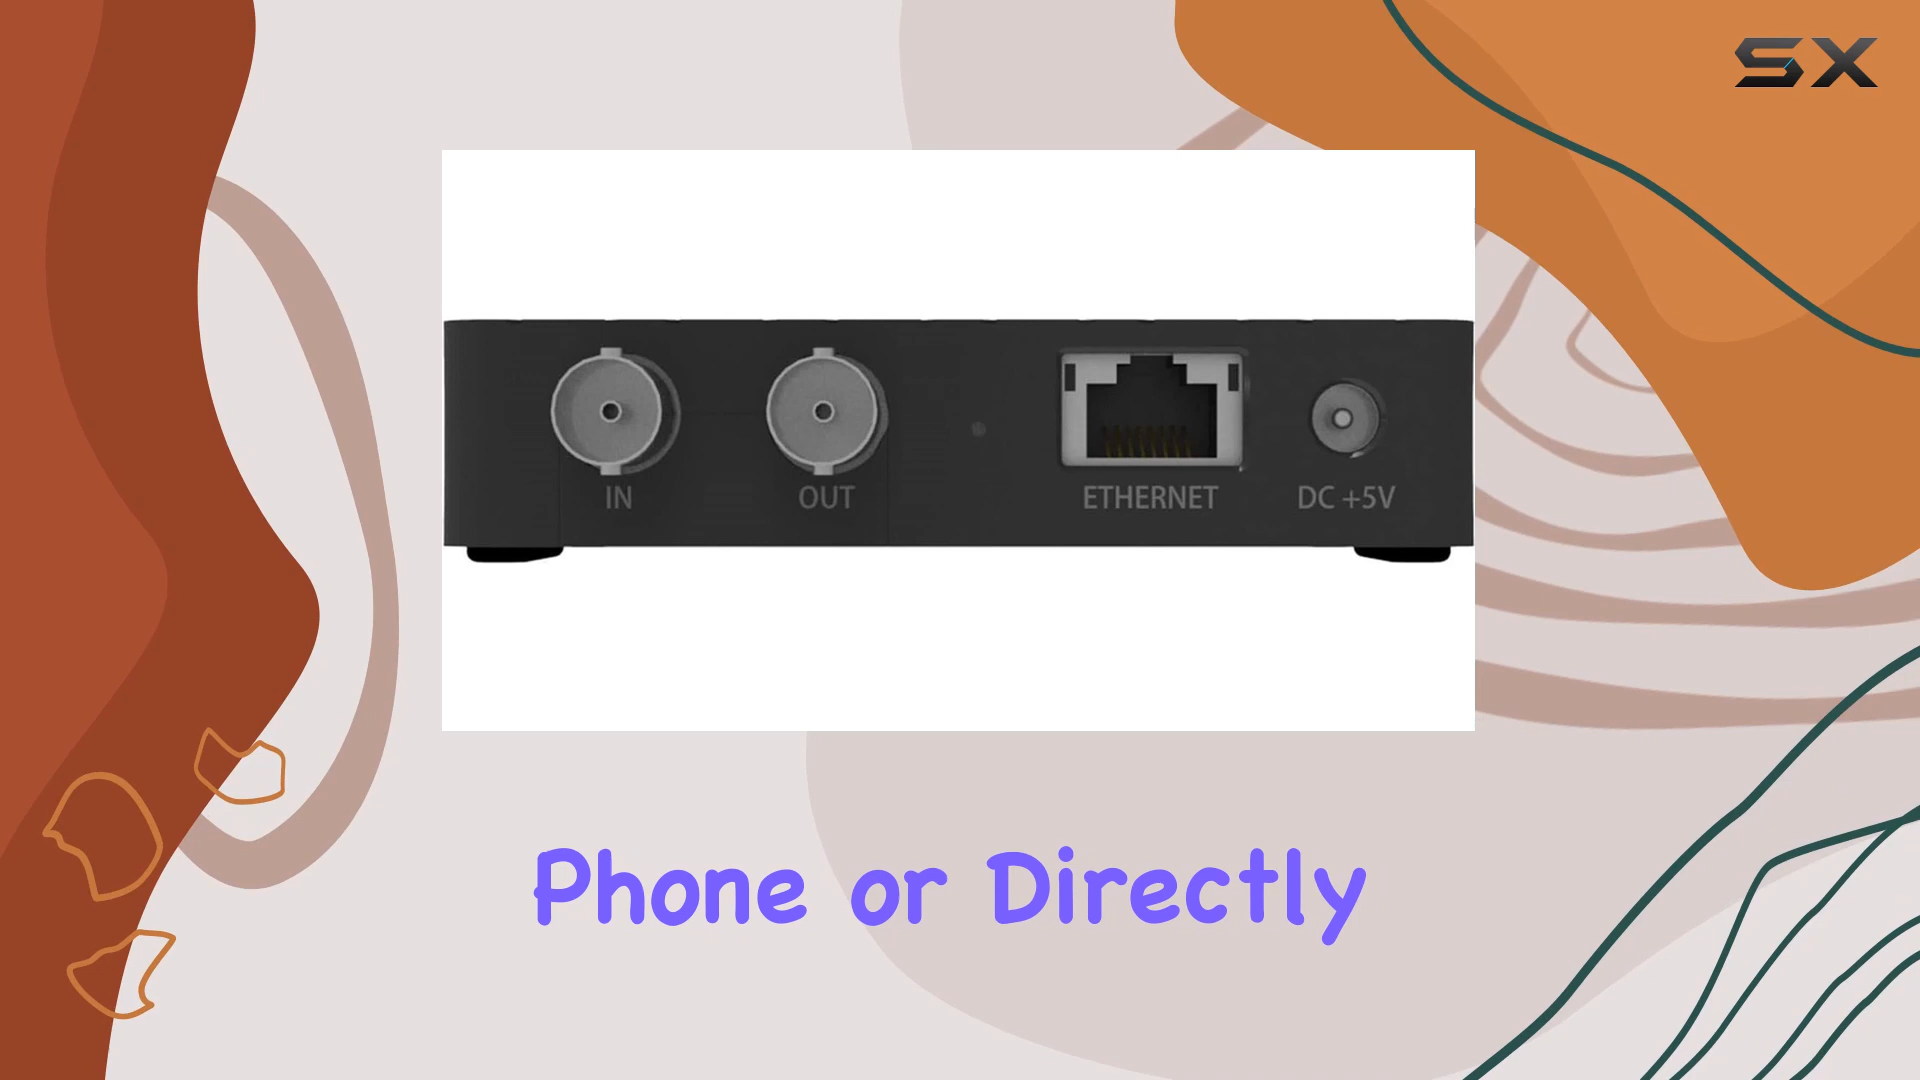 SX
IN OUT ETHERNET DC +5V
Phone or Directly